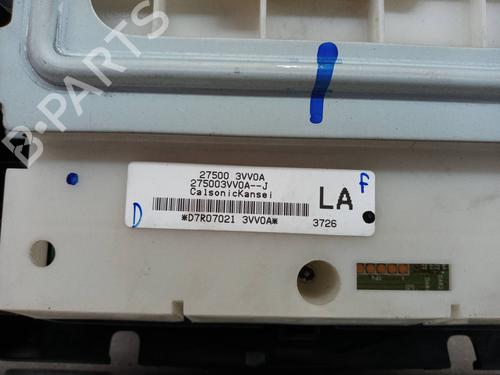 B-PARTS
27500 3VV0A
275003VV0A--J
CalsonicKansei
LA
F
D
*D7R07021 3VV0A*
3726